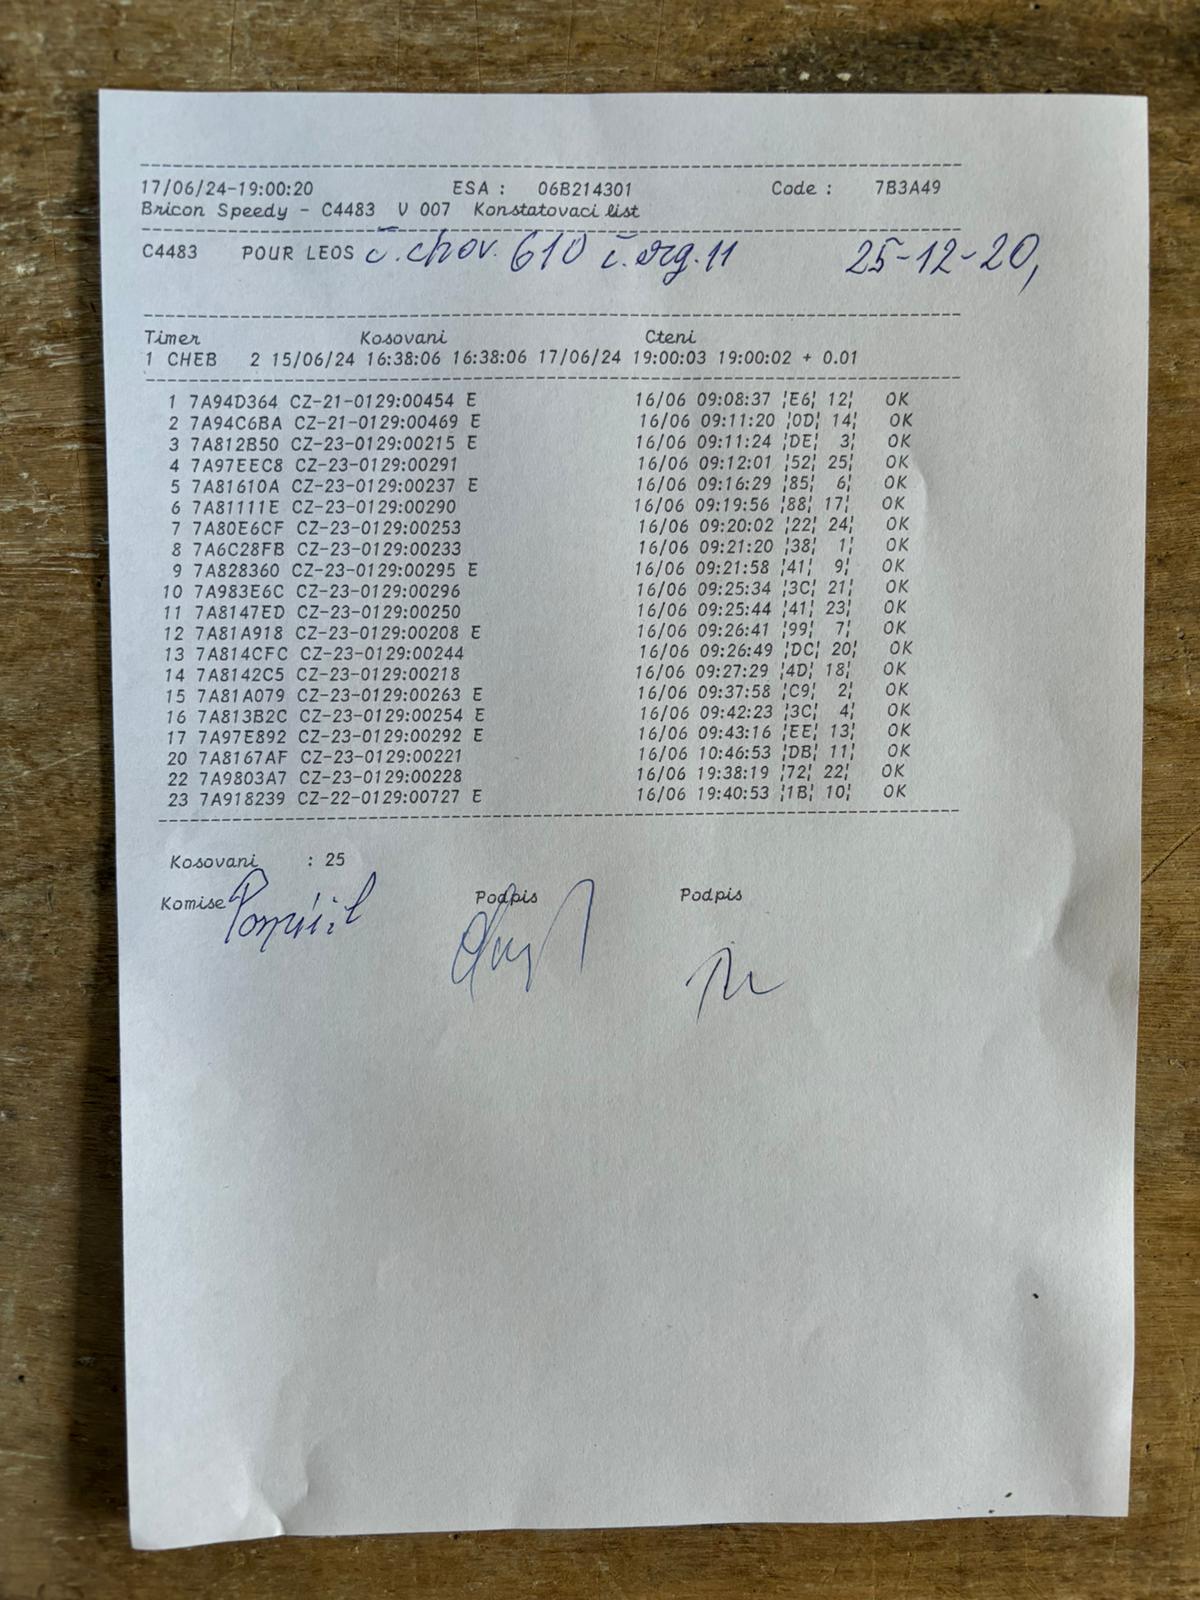 --------------------------------------------------------------------------
17/06/24-19:00:20 ESA : 06B214301 Code : 7B3A49
Bricon Speedy - C4483 V 007 Konstatovaci list
--------------------------------------------------------------------------
C4483 POUR LEOS č.chov. 610 č.org.11 25-12-20,
--------------------------------------------------------------------------
Timer Kosovani Cteni
1 CHEB 2 15/06/24 16:38:06 16:38:06 17/06/24 19:00:03 19:00:02 + 0.01
--------------------------------------------------------------------------
1 7A94D364 CZ-21-0129:00454 E 16/06 09:08:37 ¦E6¦ 12¦ OK
2 7A94C6BA CZ-21-0129:00469 E 16/06 09:11:20 ¦0D¦ 14¦ OK
3 7A812B50 CZ-23-0129:00215 E 16/06 09:11:24 ¦DE¦ 3¦ OK
4 7A97EEC8 CZ-23-0129:00291 16/06 09:12:01 ¦52¦ 25¦ OK
5 7A81610A CZ-23-0129:00237 E 16/06 09:16:29 ¦85¦ 6¦ OK
6 7A81111E CZ-23-0129:00290 16/06 09:19:56 ¦88¦ 17¦ OK
7 7A80E6CF CZ-23-0129:00253 16/06 09:20:02 ¦22¦ 24¦ OK
8 7A6C28FB CZ-23-0129:00233 16/06 09:21:20 ¦38¦ 1¦ OK
9 7A828360 CZ-23-0129:00295 E 16/06 09:21:58 ¦41¦ 9¦ OK
10 7A983E6C CZ-23-0129:00296 16/06 09:25:34 ¦3C¦ 21¦ OK
11 7A8147ED CZ-23-0129:00250 16/06 09:25:44 ¦41¦ 23¦ OK
12 7A81A918 CZ-23-0129:00208 E 16/06 09:26:41 ¦99¦ 7¦ OK
13 7A814CFC CZ-23-0129:00244 16/06 09:26:49 ¦DC¦ 20¦ OK
14 7A8142C5 CZ-23-0129:00218 16/06 09:27:29 ¦4D¦ 18¦ OK
15 7A81A079 CZ-23-0129:00263 E 16/06 09:37:58 ¦C9¦ 2¦ OK
16 7A813B2C CZ-23-0129:00254 E 16/06 09:42:23 ¦3C¦ 4¦ OK
17 7A97E892 CZ-23-0129:00292 E 16/06 09:43:16 ¦EE¦ 13¦ OK
20 7A8167AF CZ-23-0129:00221 16/06 10:46:53 ¦DB¦ 11¦ OK
22 7A9803A7 CZ-23-0129:00228 16/06 19:38:19 ¦72¦ 22¦ OK
23 7A918239 CZ-22-0129:00727 E 16/06 19:40:53 ¦1B¦ 10¦ OK
--------------------------------------------------------------------------
Kosovani : 25
Komise Podpis Podpis